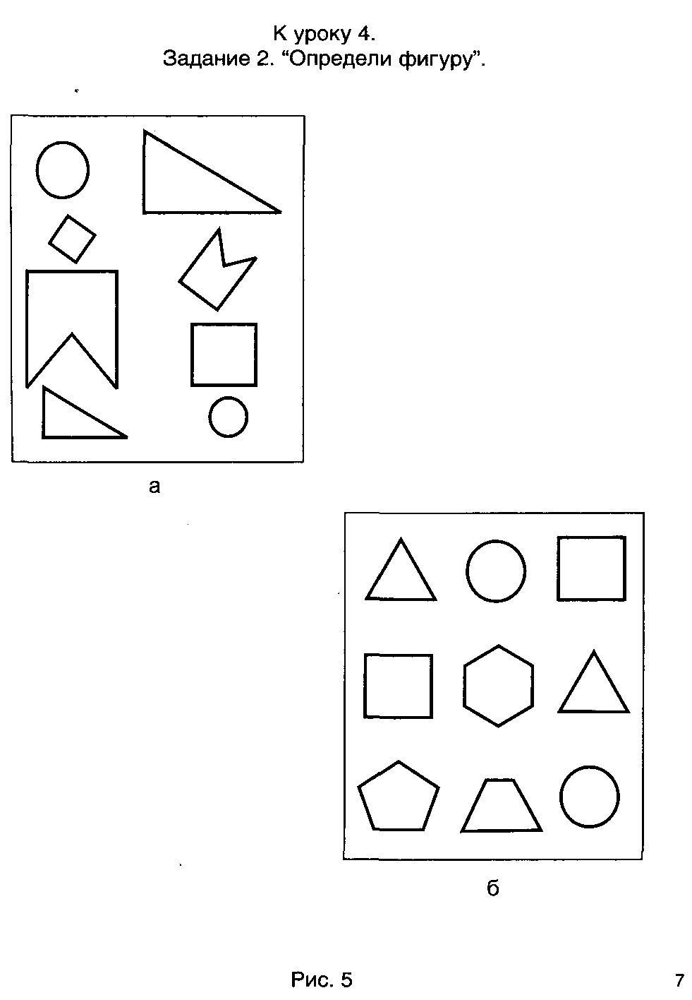 К уроку 4.
Задание 2. “Определи фигуру”.
а
б
Рис. 5
7